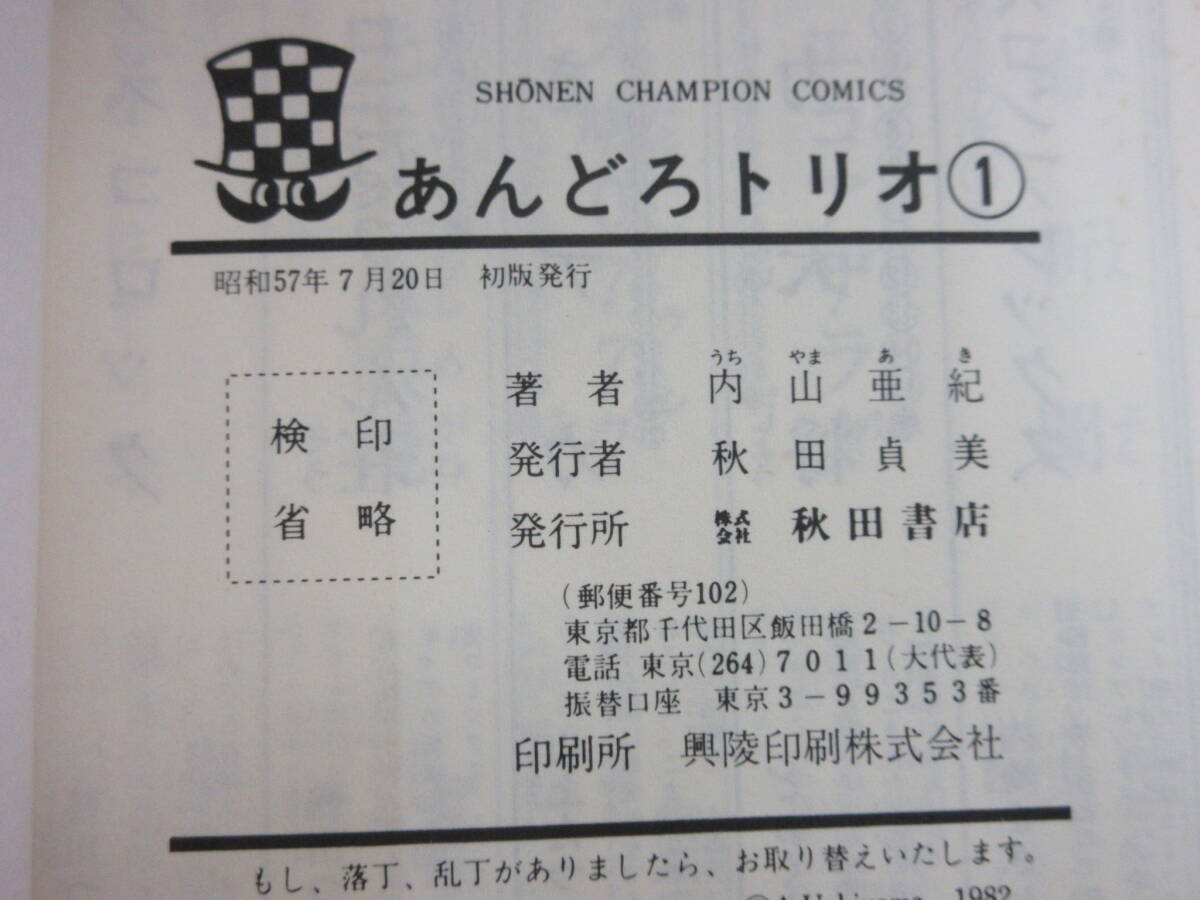 SHŌNEN CHAMPION COMICS
あんどろトリオ①
昭和57年7月20日 初版発行
検印
省略
うち やま あ き
著者 内山亜紀
発行者 秋田貞美
発行所 株式会社 秋田書店
(郵便番号102)
東京都千代田区飯田橋2-10-8
電話 東京(264)7011(大代表)
振替口座 東京3-99353番
印刷所 興陵印刷株式会社
もし、落丁、乱丁がありましたら、お取り替えいたします。
1982